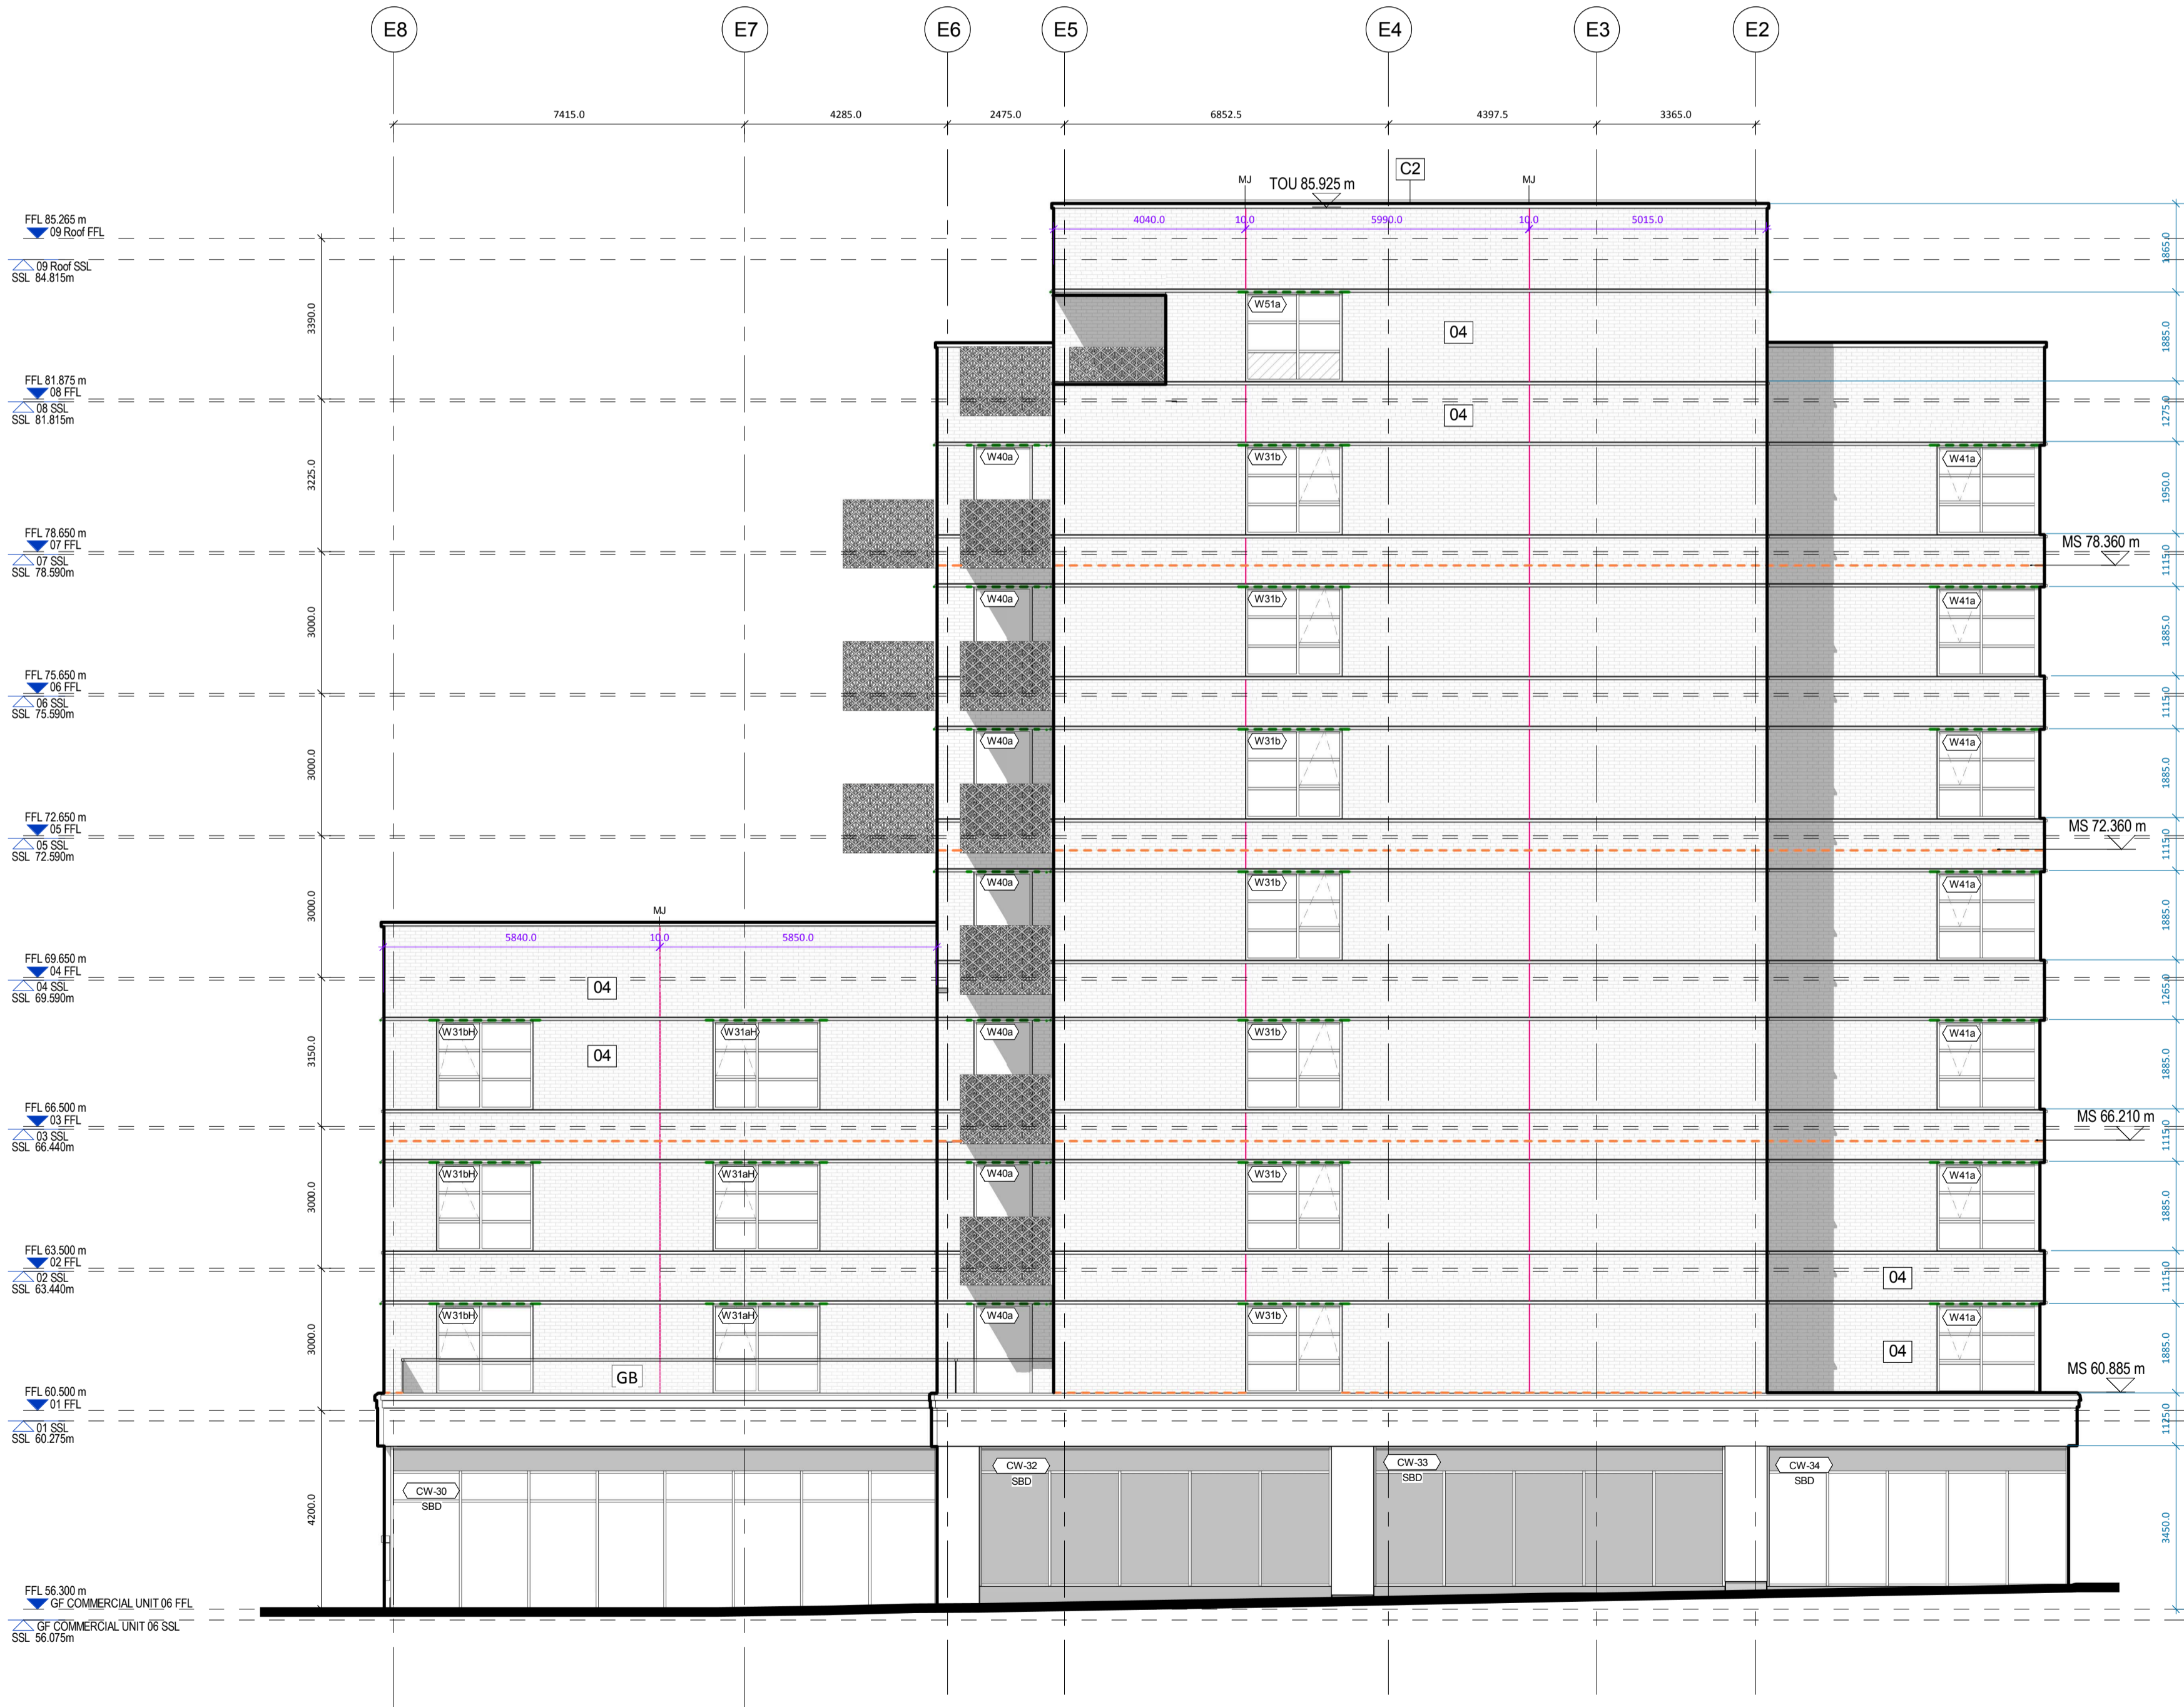 E8 E7 E6 E5 E4 E3 E2
7415.0 4285.0 2475.0 6852.5 4397.5 3365.0
C2
MJ TOU 85.925 m MJ
4040.0 10.0 5990.0 10.0 5015.0
FFL 85.265 m
09 Roof FFL
09 Roof SSL
SSL 84.815m
1865.0
3390.0
W51a
04
1885.0
FFL 81.875 m
08 FFL
08 SSL
SSL 81.815m
04
1275.0
W40a W31b W41a
3225.0
1950.0
FFL 78.650 m
07 FFL
07 SSL
SSL 78.590m
MS 78.360 m
1115.0
W40a W31b W41a
3000.0
1885.0
FFL 75.650 m
06 FFL
06 SSL
SSL 75.590m
1115.0
W40a W31b W41a
3000.0
1885.0
FFL 72.650 m
05 FFL
05 SSL
SSL 72.590m
MS 72.360 m
1115.0
W40a W31b W41a
3000.0
1885.0
MJ
5840.0 10.0 5850.0
FFL 69.650 m
04 FFL
04 SSL
SSL 69.590m
04
1265.0
W31bH W31aH W40a W31b W41a
04
3150.0
1885.0
FFL 66.500 m
03 FFL
03 SSL
SSL 66.440m
MS 66.210 m
1115.0
W31bH W31aH W40a W31b W41a
3000.0
1885.0
FFL 63.500 m
02 FFL
02 SSL
SSL 63.440m
04
1115.0
W31bH W31aH W40a W31b W41a
3000.0
04
1885.0
GB
MS 60.885 m
FFL 60.500 m
01 FFL
01 SSL
SSL 60.275m
1125.0
CW-30
SBD
CW-32
SBD
CW-33
SBD
CW-34
SBD
4200.0
3450.0
FFL 56.300 m
GF COMMERCIAL UNIT 06 FFL
GF COMMERCIAL UNIT 06 SSL
SSL 56.075m